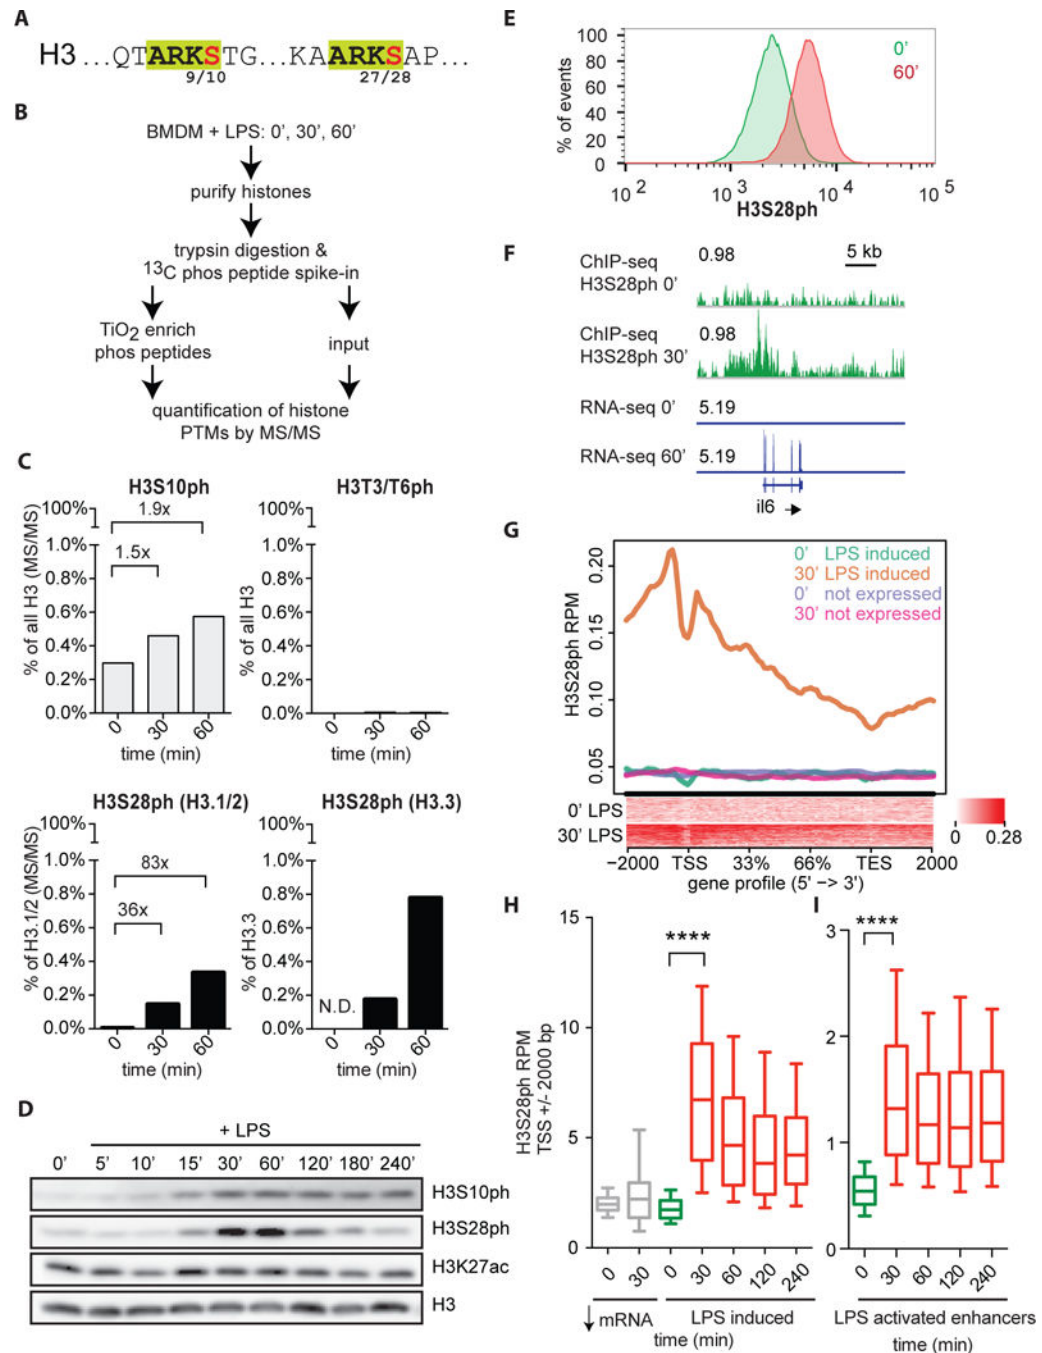 A
H3 ...QTARKSTG...KAARKSAP...
9/10
27/28
B
BMDM + LPS: 0', 30', 60'
purify histones
trypsin digestion &
13C phos peptide spike-in
TiO2 enrich
phos peptides
input
quantification of histone
PTMs by MS/MS
C
H3S10ph
% of all H3 (MS/MS)
100%
1.0%
0.8%
0.6%
0.4%
0.2%
0.0%
1.9x
1.5x
0
30
60
time (min)
H3T3/T6ph
% of all H3
100%
1.0%
0.8%
0.6%
0.4%
0.2%
0.0%
0
30
60
time (min)
H3S28ph (H3.1/2)
% of H3.1/2 (MS/MS)
100%
1.0%
0.8%
0.6%
0.4%
0.2%
0.0%
83x
36x
0
30
60
time (min)
H3S28ph (H3.3)
% of H3.3
100%
1.0%
0.8%
0.6%
0.4%
0.2%
0.0%
N.D.
0
30
60
time (min)
D
+ LPS
0' 5' 10' 15' 30' 60' 120' 180' 240'
H3S10ph
H3S28ph
H3K27ac
H3
E
% of events
100
80
60
40
20
0
0'
60'
10^2 10^3 10^4 10^5
H3S28ph
F
ChIP-seq
H3S28ph 0'
0.98
5 kb
ChIP-seq
H3S28ph 30'
0.98
RNA-seq 0'
5.19
RNA-seq 60'
5.19
il6
G
H3S28ph RPM
0.20
0.15
0.10
0.05
0' LPS induced
30' LPS induced
0' not expressed
30' not expressed
0' LPS
30' LPS
0 0.28
−2000 TSS 33% 66% TES 2000
gene profile (5' −> 3')
H
H3S28ph RPM
TSS +/- 2000 bp
15
10
5
0
****
0 30 0 30 60 120 240
↓ mRNA
LPS induced
time (min)
I
3
2
1
0
****
0 30 60 120 240
LPS activated enhancers
time (min)